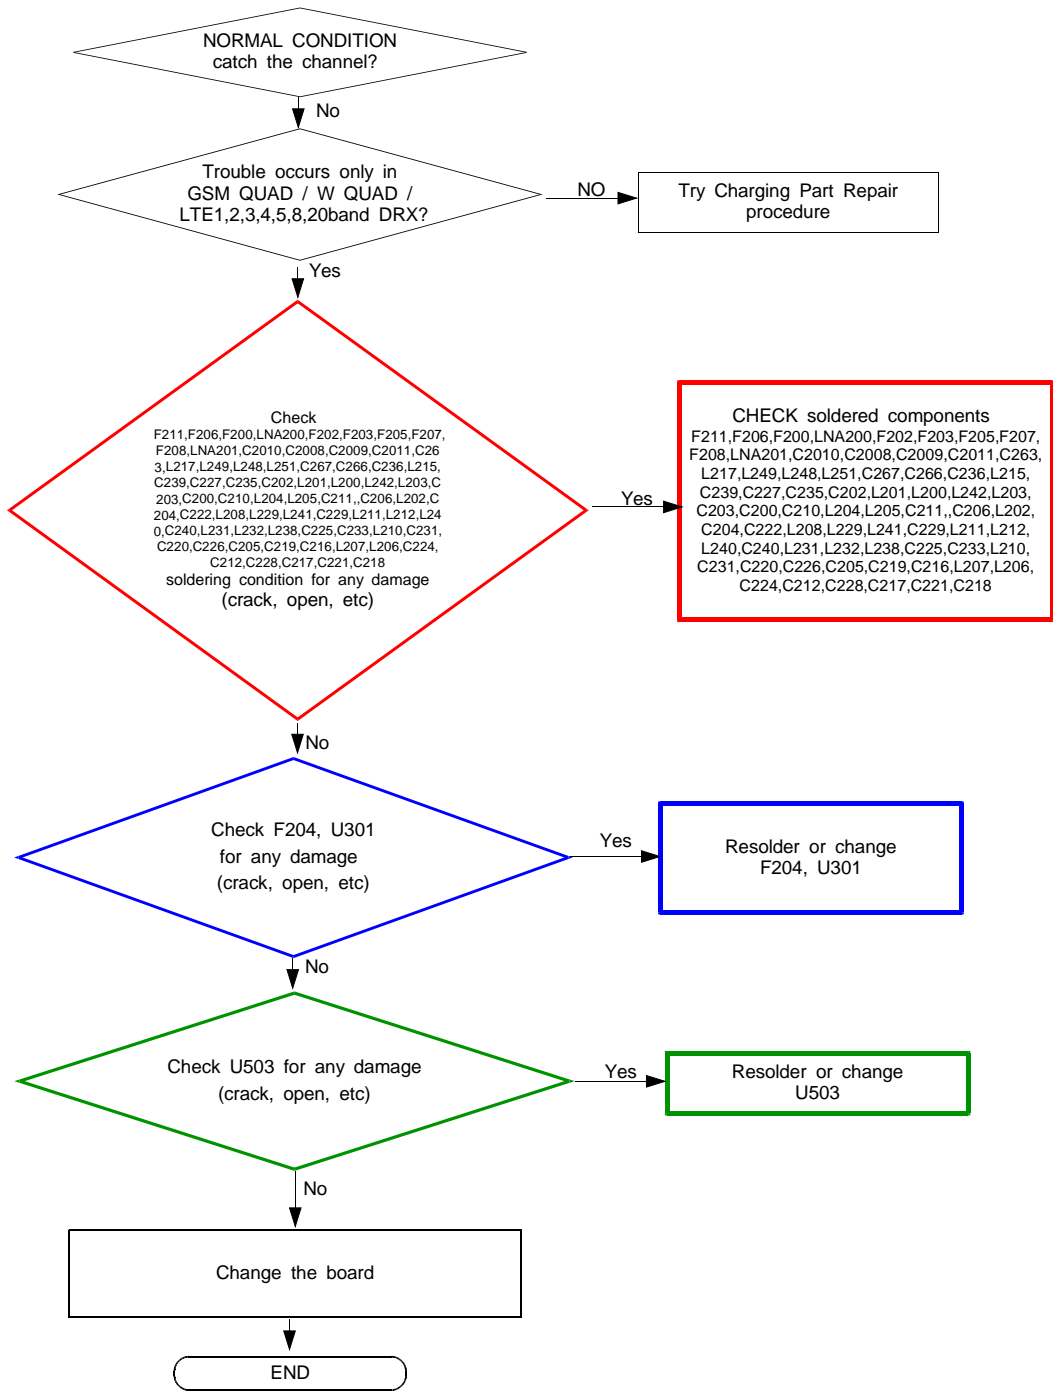 NORMAL CONDITION
catch the channel?
No
Trouble occurs only in
GSM QUAD / W QUAD /
LTE1,2,3,4,5,8,20band DRX?
NO
Try Charging Part Repair
procedure
Yes
Check
F211,F206,F200,LNA200,F202,F203,F205,F207,
F208,LNA201,C2010,C2008,C2009,C2011,C26
3,L217,L249,L248,L251,C267,C266,C236,L215,
C239,C227,C235,C202,L201,L200,L242,L203,C
203,C200,C210,L204,L205,C211,,C206,L202,C
204,C222,L208,L229,L241,C229,L211,L212,L24
0,C240,L231,L232,L238,C225,C233,L210,C231,
C220,C226,C205,C219,C216,L207,L206,C224,
C212,C228,C217,C221,C218
soldering condition for any damage
(crack, open, etc)
Yes
CHECK soldered components
F211,F206,F200,LNA200,F202,F203,F205,F207,
F208,LNA201,C2010,C2008,C2009,C2011,C263,
L217,L249,L248,L251,C267,C266,C236,L215,
C239,C227,C235,C202,L201,L200,L242,L203,
C203,C200,C210,L204,L205,C211,,C206,L202,
C204,C222,L208,L229,L241,C229,L211,L212,
L240,C240,L231,L232,L238,C225,C233,L210,
C231,C220,C226,C205,C219,C216,L207,L206,
C224,C212,C228,C217,C221,C218
No
Check F204, U301
for any damage
(crack, open, etc)
Yes
Resolder or change
F204, U301
No
Check U503 for any damage
(crack, open, etc)
Yes
Resolder or change
U503
No
Change the board
END